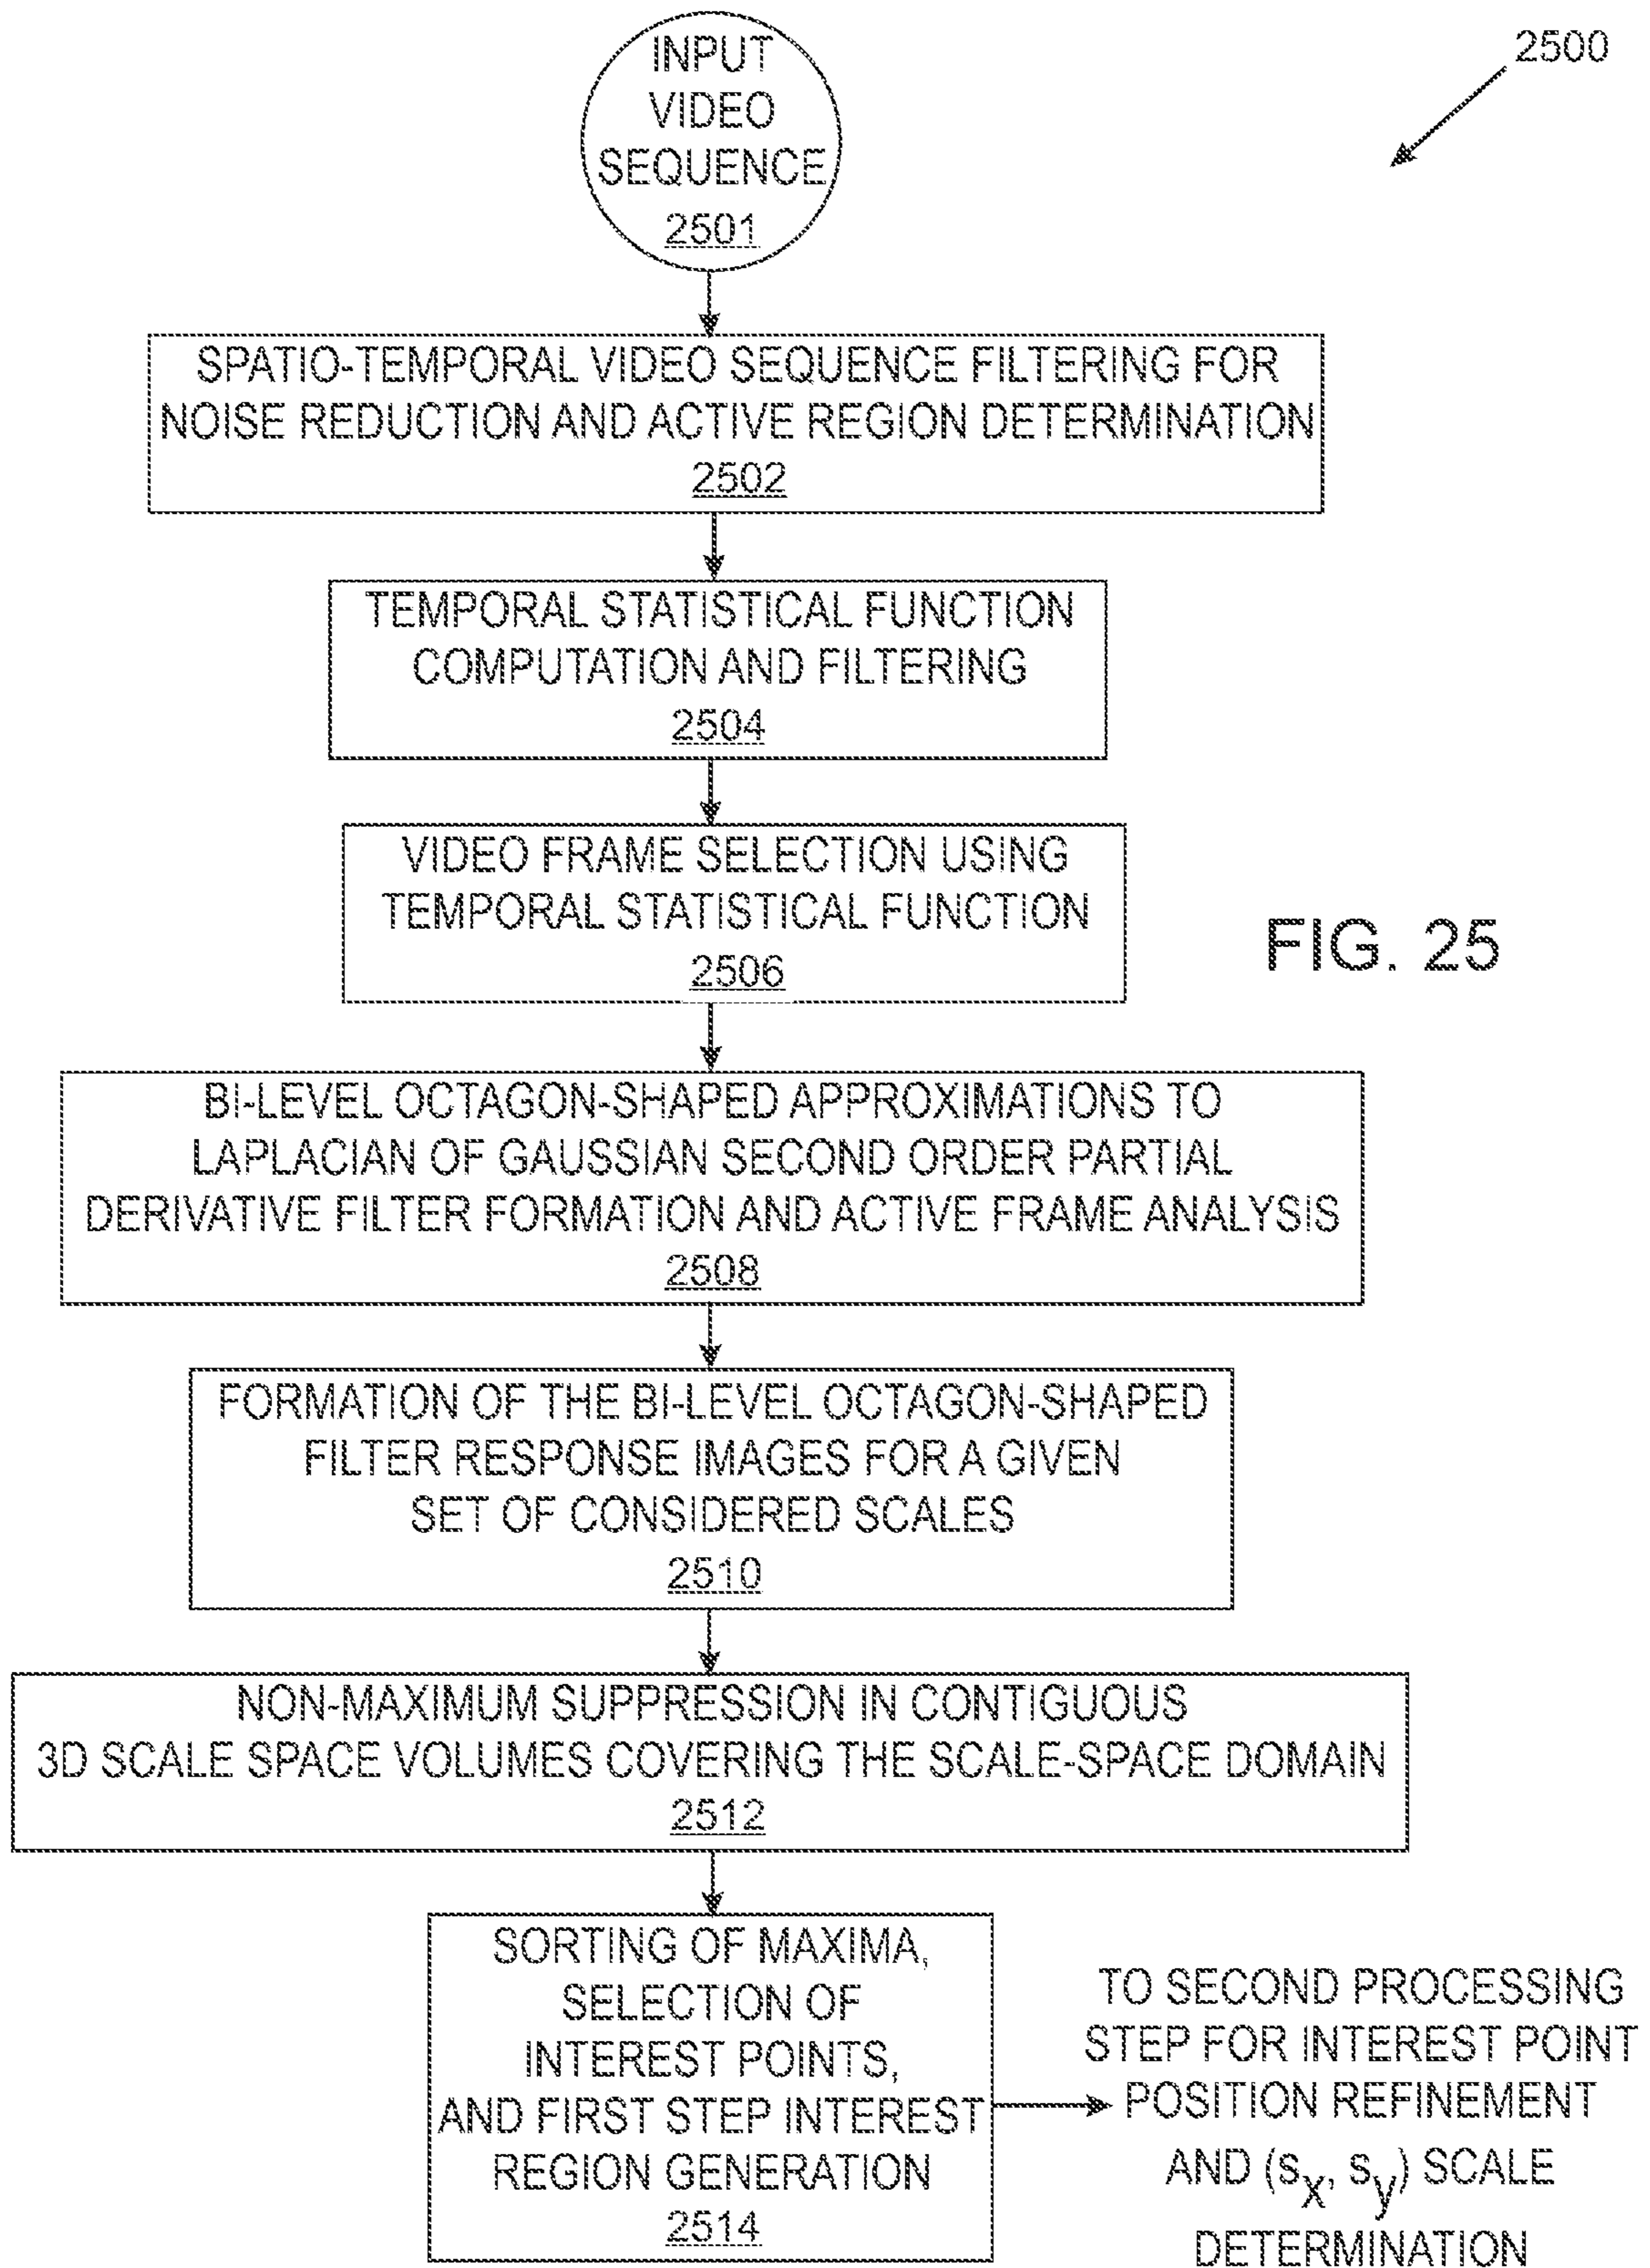 INPUT
VIDEO
SEQUENCE
2501
2500
SPATIO-TEMPORAL VIDEO SEQUENCE FILTERING FOR
NOISE REDUCTION AND ACTIVE REGION DETERMINATION
2502
TEMPORAL STATISTICAL FUNCTION
COMPUTATION AND FILTERING
2504
VIDEO FRAME SELECTION USING
TEMPORAL STATISTICAL FUNCTION
2506
FIG. 25
BI-LEVEL OCTAGON-SHAPED APPROXIMATIONS TO
LAPLACIAN OF GAUSSIAN SECOND ORDER PARTIAL
DERIVATIVE FILTER FORMATION AND ACTIVE FRAME ANALYSIS
2508
FORMATION OF THE BI-LEVEL OCTAGON-SHAPED
FILTER RESPONSE IMAGES FOR A GIVEN
SET OF CONSIDERED SCALES
2510
NON-MAXIMUM SUPPRESSION IN CONTIGUOUS
3D SCALE SPACE VOLUMES COVERING THE SCALE-SPACE DOMAIN
2512
SORTING OF MAXIMA,
SELECTION OF
INTEREST POINTS,
AND FIRST STEP INTEREST
REGION GENERATION
2514
TO SECOND PROCESSING
STEP FOR INTEREST POINT
POSITION REFINEMENT
AND (s_x, s_y) SCALE
DETERMINATION